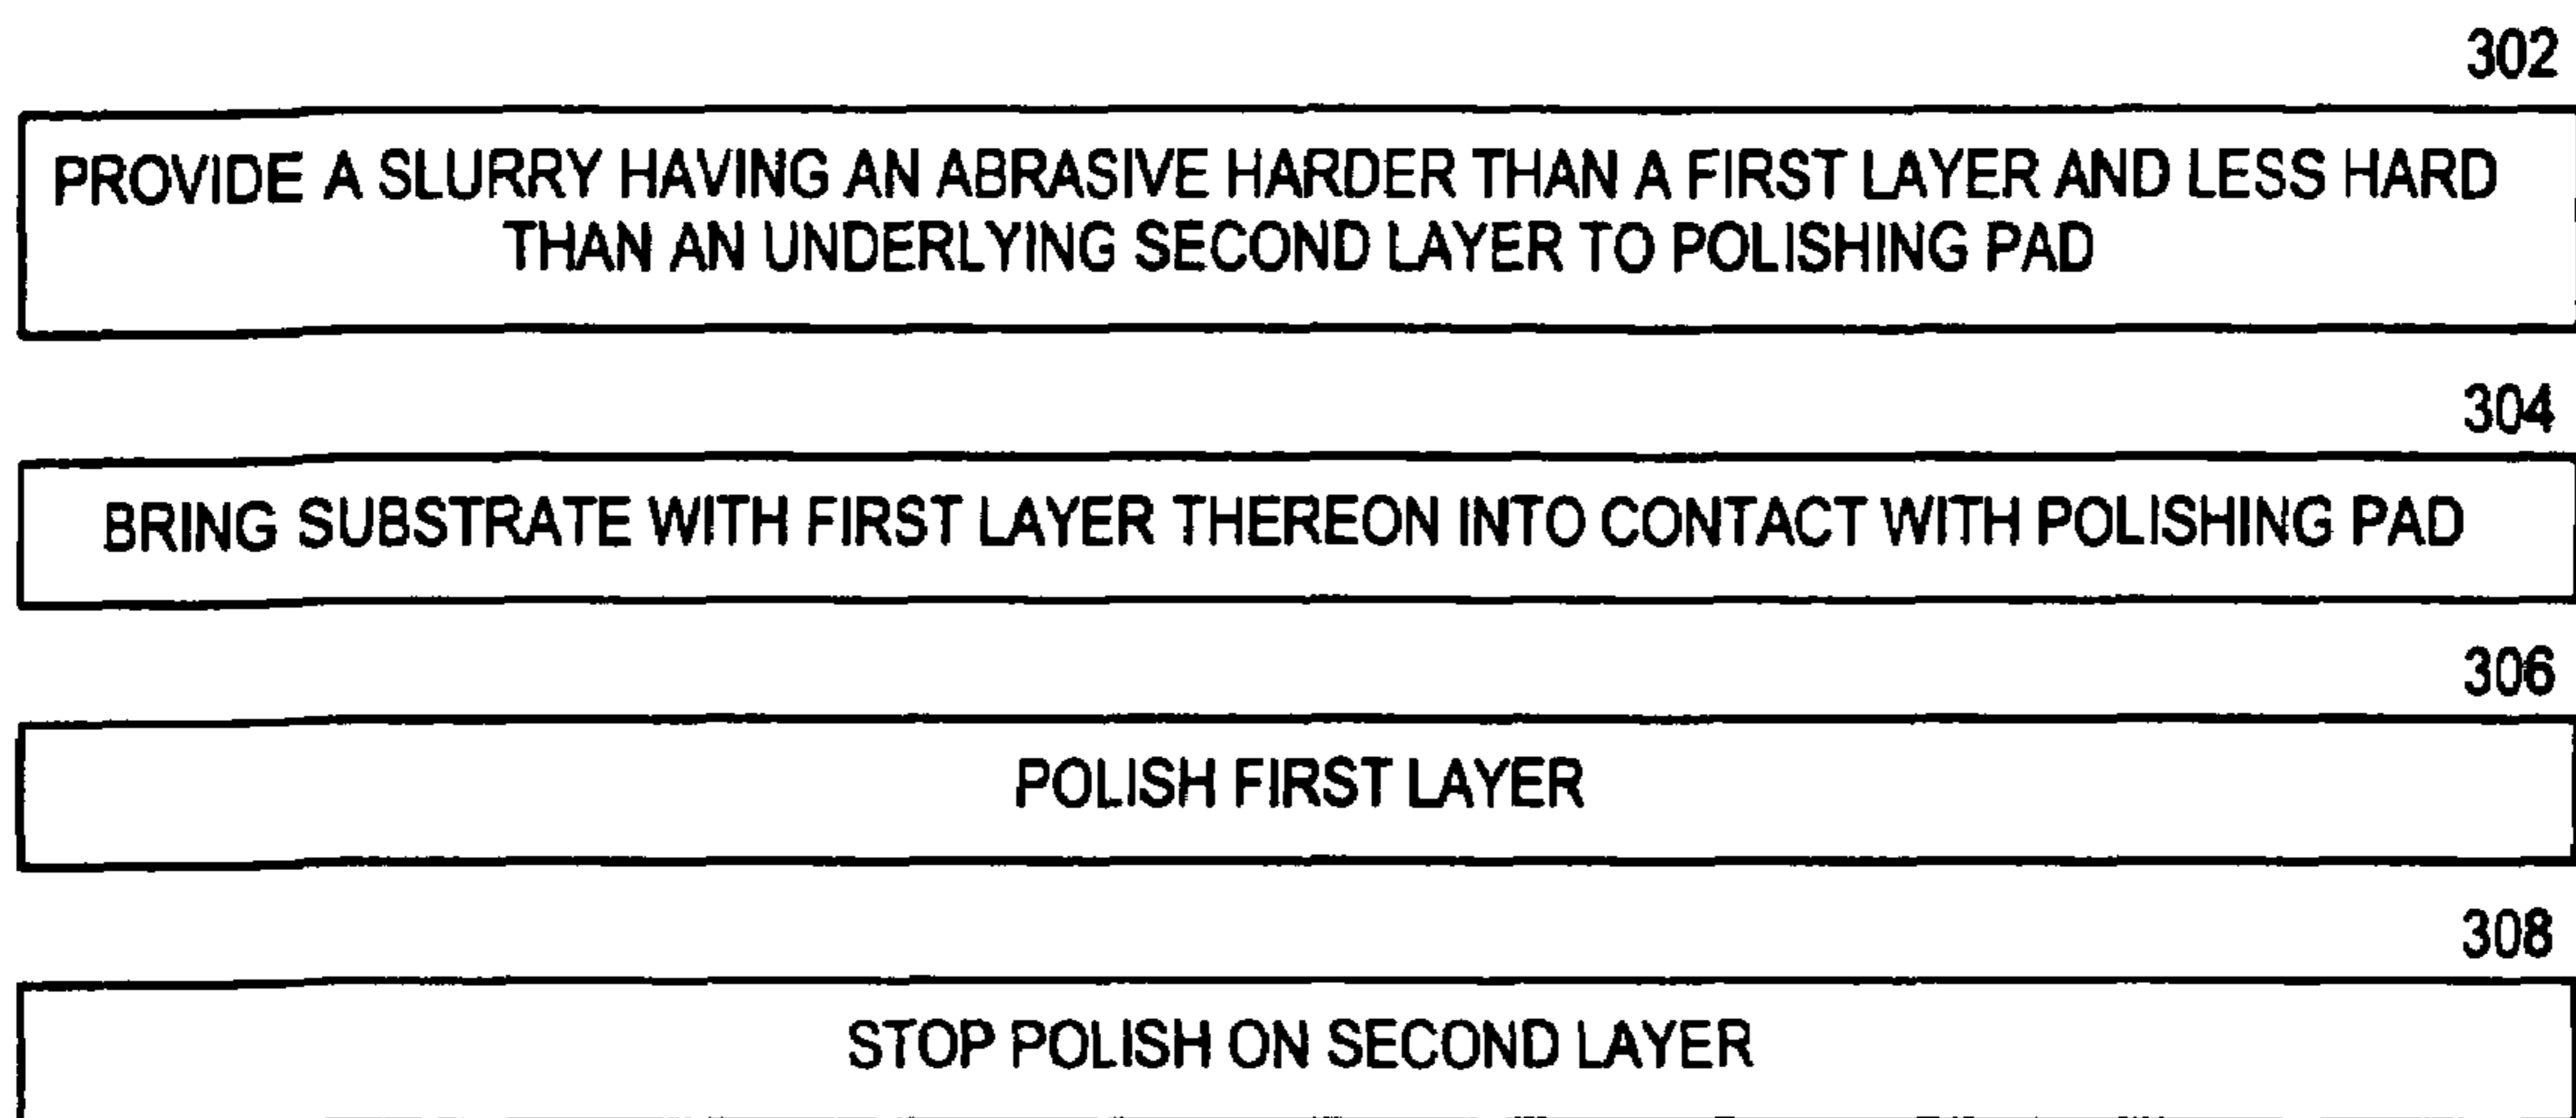 302
PROVIDE A SLURRY HAVING AN ABRASIVE HARDER THAN A FIRST LAYER AND LESS HARD
THAN AN UNDERLYING SECOND LAYER TO POLISHING PAD
304
BRING SUBSTRATE WITH FIRST LAYER THEREON INTO CONTACT WITH POLISHING PAD
306
POLISH FIRST LAYER
308
STOP POLISH ON SECOND LAYER